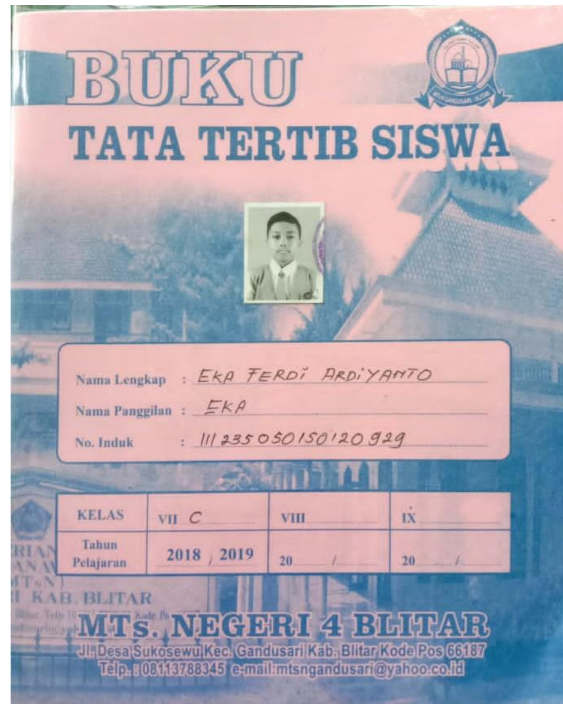 BUKU
TATA TERTIB SISWA
Nama Lengkap : EKA FERDI ARDIYANTO
Nama Panggilan : EKA
No. Induk : 111235050150120929
KELAS VII C VIII IX
Tahun Pelajaran 2018 / 2019 20 / 20 /
KAB. BLITAR
MTs. NEGERI 4 BLITAR
Jl. Desa Sukosewu Kec. Gandusari Kab. Blitar Kode Pos 66187
Telp. : 08113788345 e-mail:mtsngandusari@yahoo.co.id